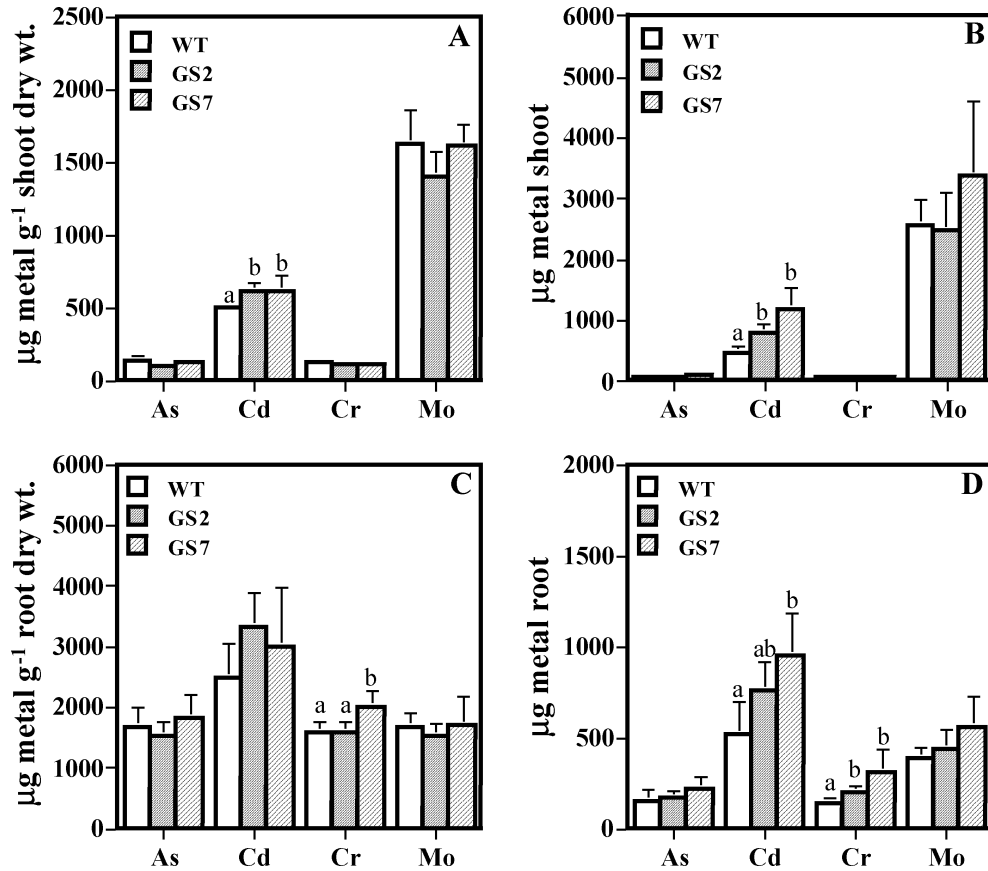 A
μg metal g⁻¹ shoot dry wt.
2500
2000
1500
1000
500
0
WT
GS2
GS7
a b b
As Cd Cr Mo
B
μg metal shoot
6000
5000
4000
3000
2000
1000
0
WT
GS2
GS7
a b b
As Cd Cr Mo
C
μg metal g⁻¹ root dry wt.
6000
5000
4000
3000
2000
1000
0
WT
GS2
GS7
a a b
As Cd Cr Mo
D
μg metal root
2000
1500
1000
500
0
WT
GS2
GS7
a ab b
a b b
As Cd Cr Mo